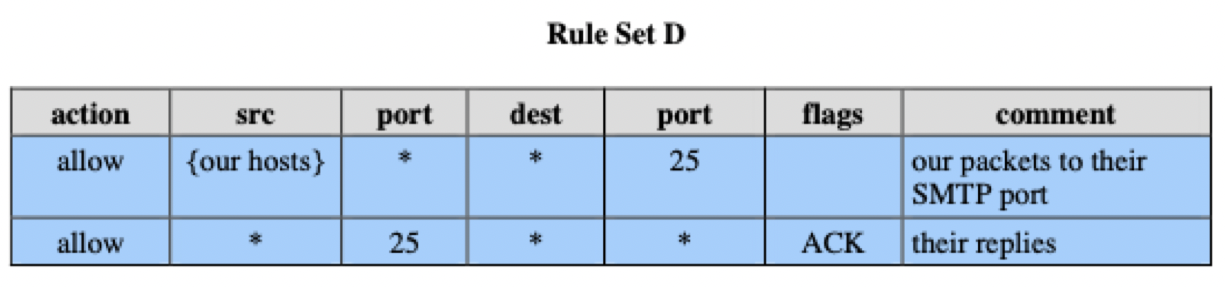 Rule Set D
action src port dest port flags comment
allow {our hosts} * * 25 our packets to their
SMTP port
allow * 25 * * ACK their replies